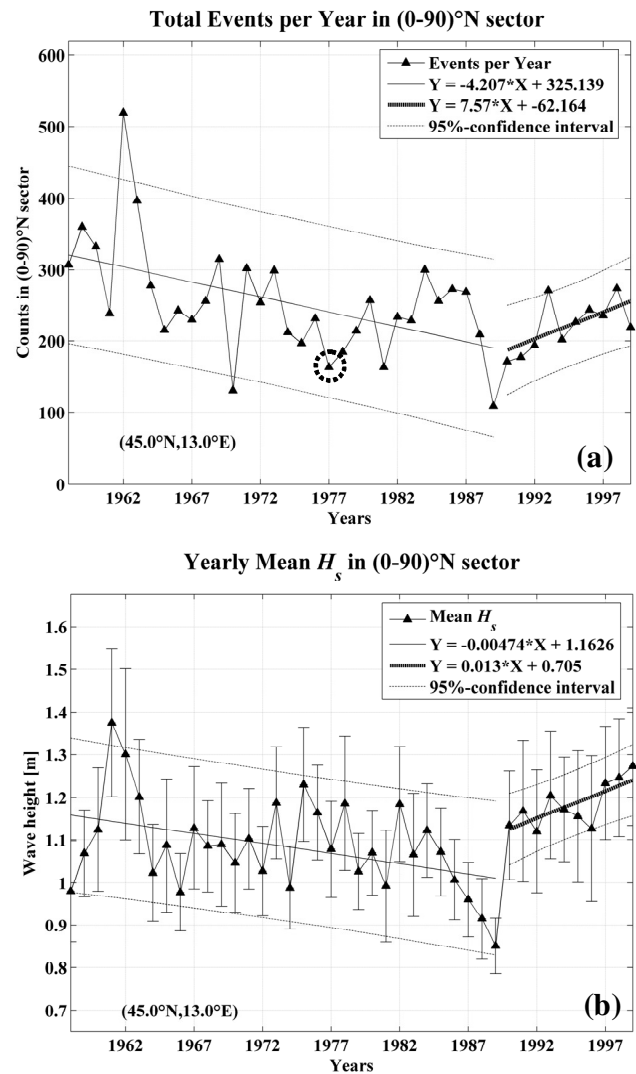 Total Events per Year in (0-90)°N sector
600
500
400
300
200
100
0
Counts in (0-90)°N sector
Events per Year
Y = -4.207*X + 325.139
Y = 7.57*X + -62.164
95%-confidence interval
(45.0°N,13.0°E)
(a)
1962 1967 1972 1977 1982 1987 1992 1997
Years
Yearly Mean Hs in (0-90)°N sector
1.6
1.5
1.4
1.3
1.2
1.1
1
0.9
0.8
0.7
Wave height [m]
Mean Hs
Y = -0.00474*X + 1.1626
Y = 0.013*X + 0.705
95%-confidence interval
(45.0°N,13.0°E)
(b)
1962 1967 1972 1977 1982 1987 1992 1997
Years